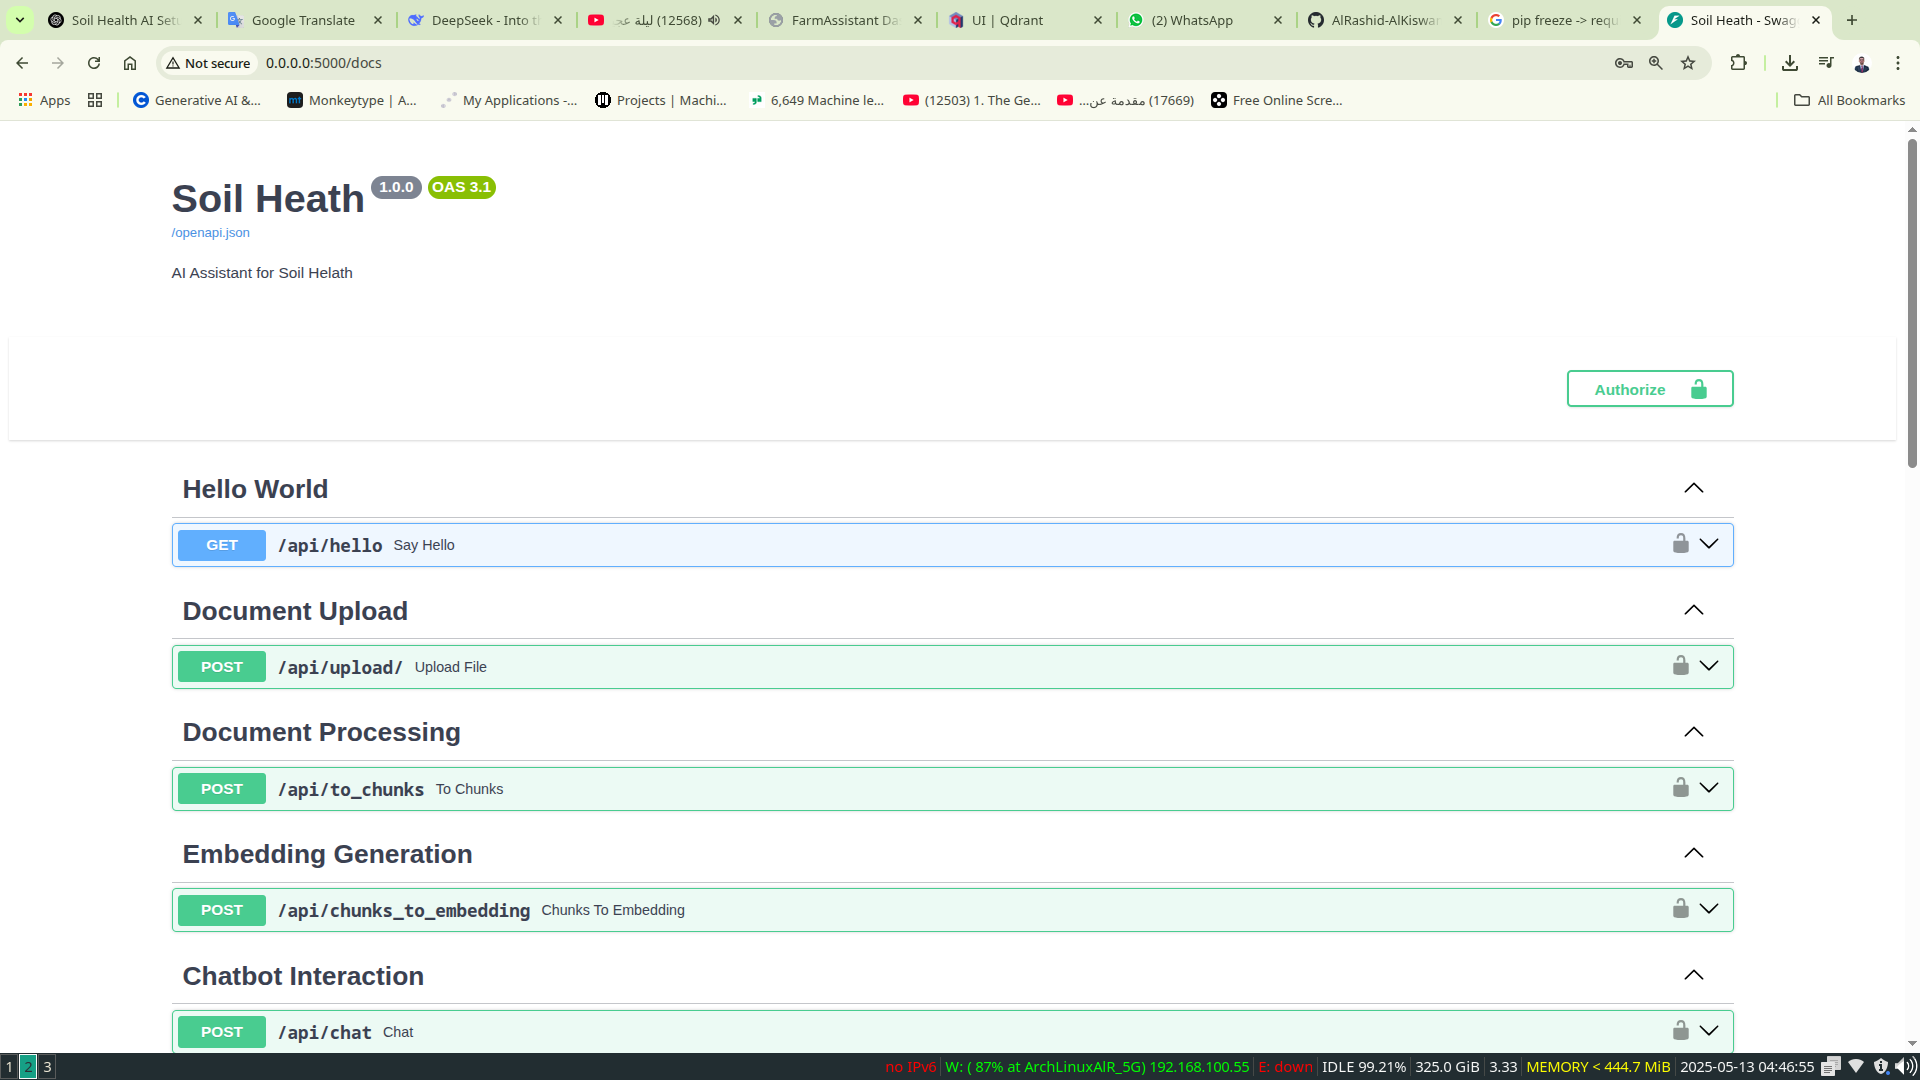 Soil Health AI Setu
Google Translate
DeepSeek - Into th
(12568) ليلة عجـ
FarmAssistant Da
UI | Qdrant
(2) WhatsApp
AlRashid-AlKiswan
pip freeze -> requ
Soil Heath - Swag
Not secure
0.0.0.0:5000/docs
Apps
Generative AI &...
Monkeytype | A...
My Applications -...
Projects | Machi...
6,649 Machine le...
(12503) 1. The Ge...
(17669) مقدمة عن...
Free Online Scre...
All Bookmarks
Soil Heath 1.0.0 OAS 3.1
/openapi.json
AI Assistant for Soil Helath
Authorize
Hello World
GET /api/hello Say Hello
Document Upload
POST /api/upload/ Upload File
Document Processing
POST /api/to_chunks To Chunks
Embedding Generation
POST /api/chunks_to_embedding Chunks To Embedding
Chatbot Interaction
POST /api/chat Chat
1 2 3
no IPv6 W: ( 87% at ArchLinuxAlR_5G) 192.168.100.55 E: down IDLE 99.21% 325.0 GiB 3.33 MEMORY < 444.7 MiB 2025-05-13 04:46:55